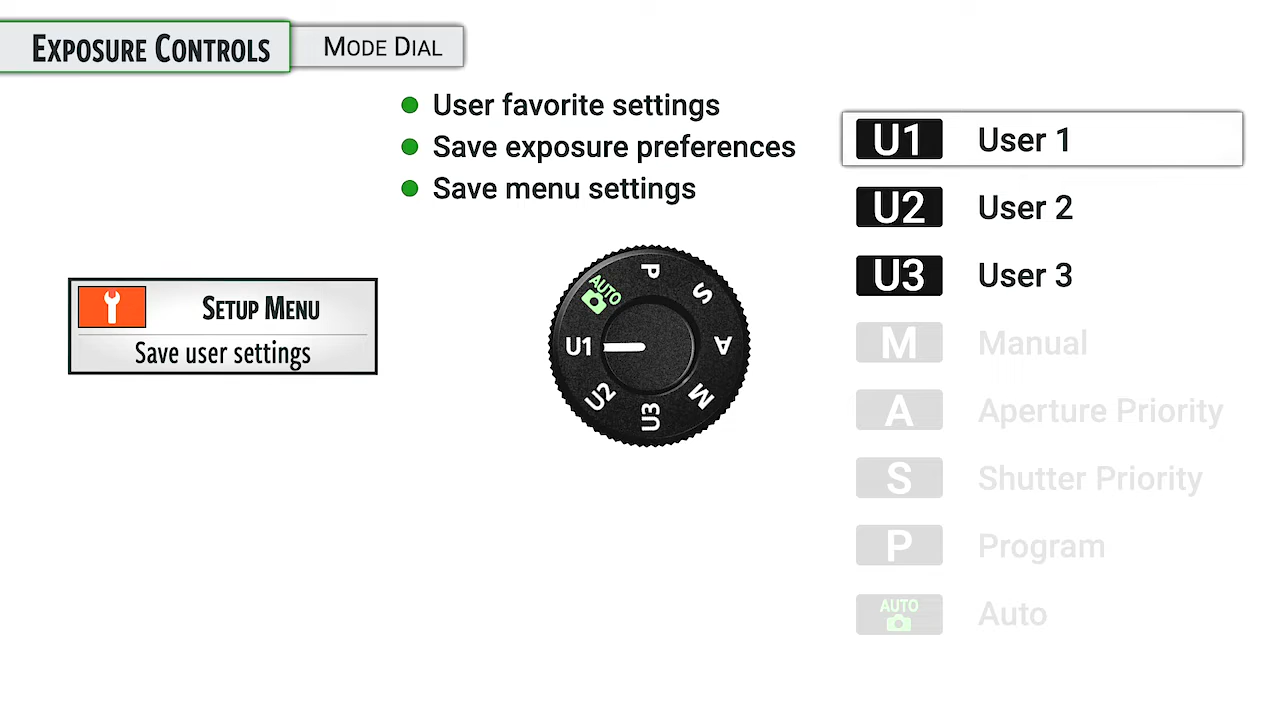 EXPOSURE CONTROLS
MODE DIAL
User favorite settings
Save exposure preferences
Save menu settings
SETUP MENU
Save user settings
AUTO
P
S
A
M
U3
U2
U1
U1 User 1
U2 User 2
U3 User 3
M Manual
A Aperture Priority
S Shutter Priority
P Program
AUTO Auto